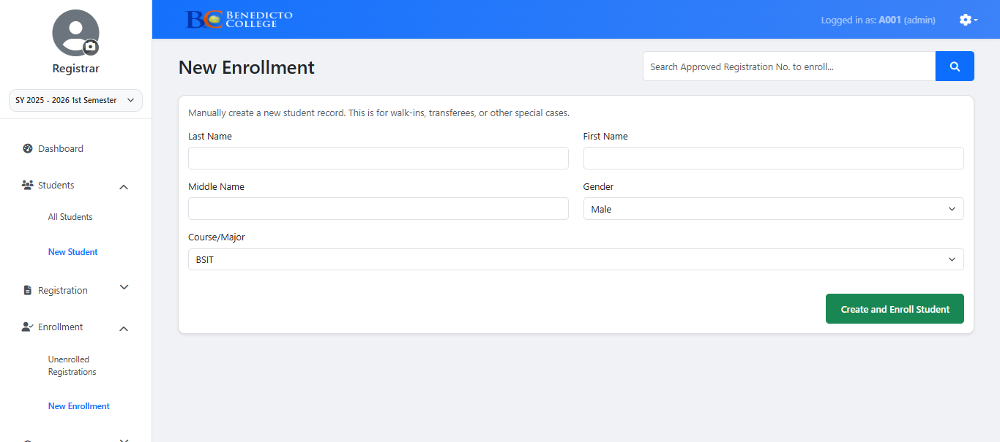 Registrar
SY 2025 - 2026 1st Semester
Dashboard
Students
All Students
New Student
Registration
Enrollment
Unenrolled
Registrations
New Enrollment
BC BENEDICTO
COLLEGE
Logged in as: A001 (admin)
New Enrollment
Search Approved Registration No. to enroll...
Manually create a new student record. This is for walk-ins, transferees, or other special cases.
Last Name
First Name
Middle Name
Gender
Male
Course/Major
BSIT
Create and Enroll Student